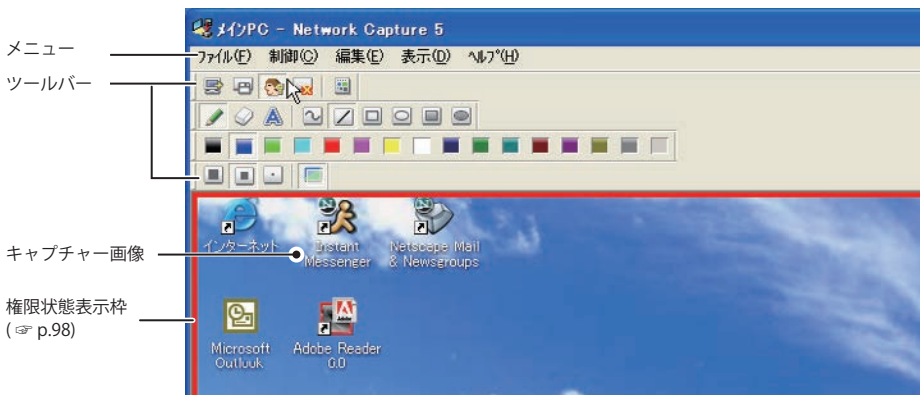 メインPC - Network Capture 5
メニュー
ファイル(F) 制御(C) 編集(E) 表示(D) ヘルプ(H)
ツールバー
A
インターネット
Instant
Messenger
Netscape Mail
& Newsgroups
キャプチャー画像
権限状態表示枠
( ☞ p.98)
Microsoft
Outlook
Adobe Reader
6.0